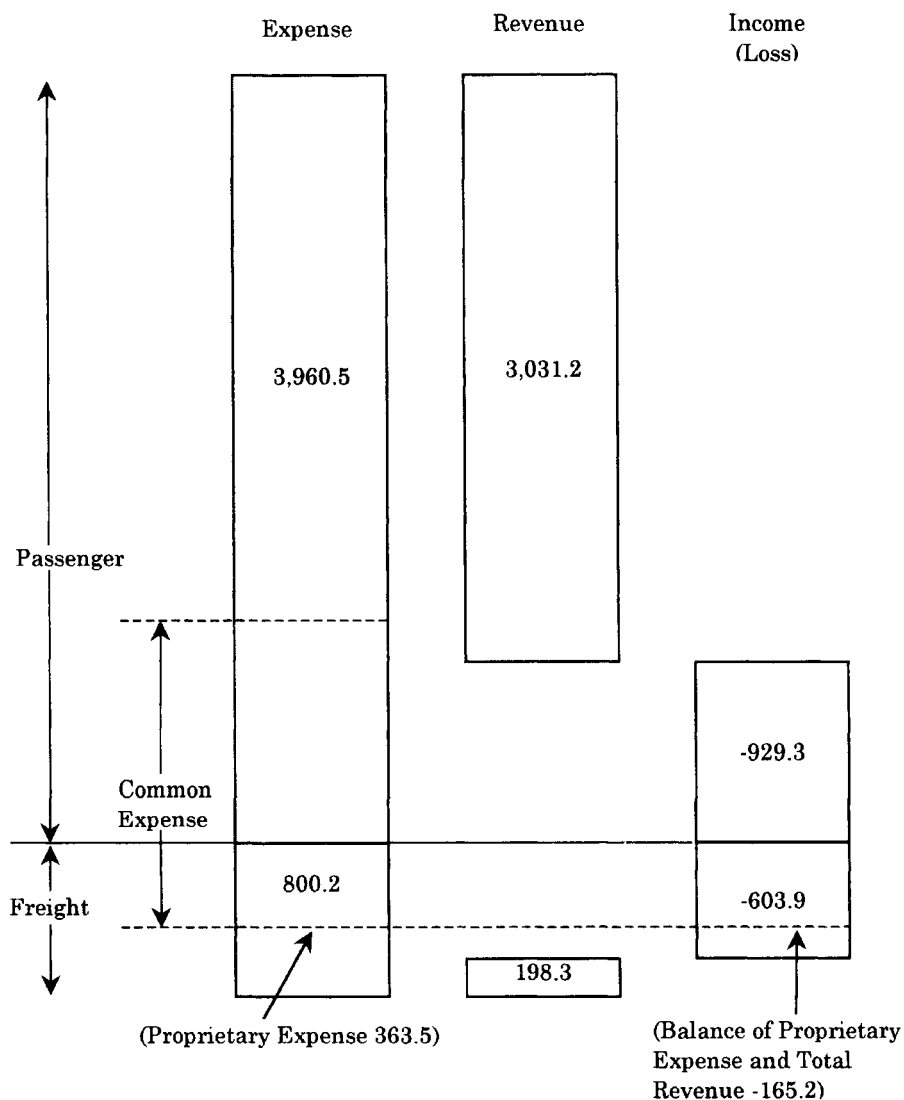 Expense
Revenue
Income
(Loss)
3,960.5
3,031.2
Passenger
-929.3
Common
Expense
800.2
-603.9
Freight
198.3
(Proprietary Expense 363.5)
(Balance of Proprietary
Expense and Total
Revenue -165.2)